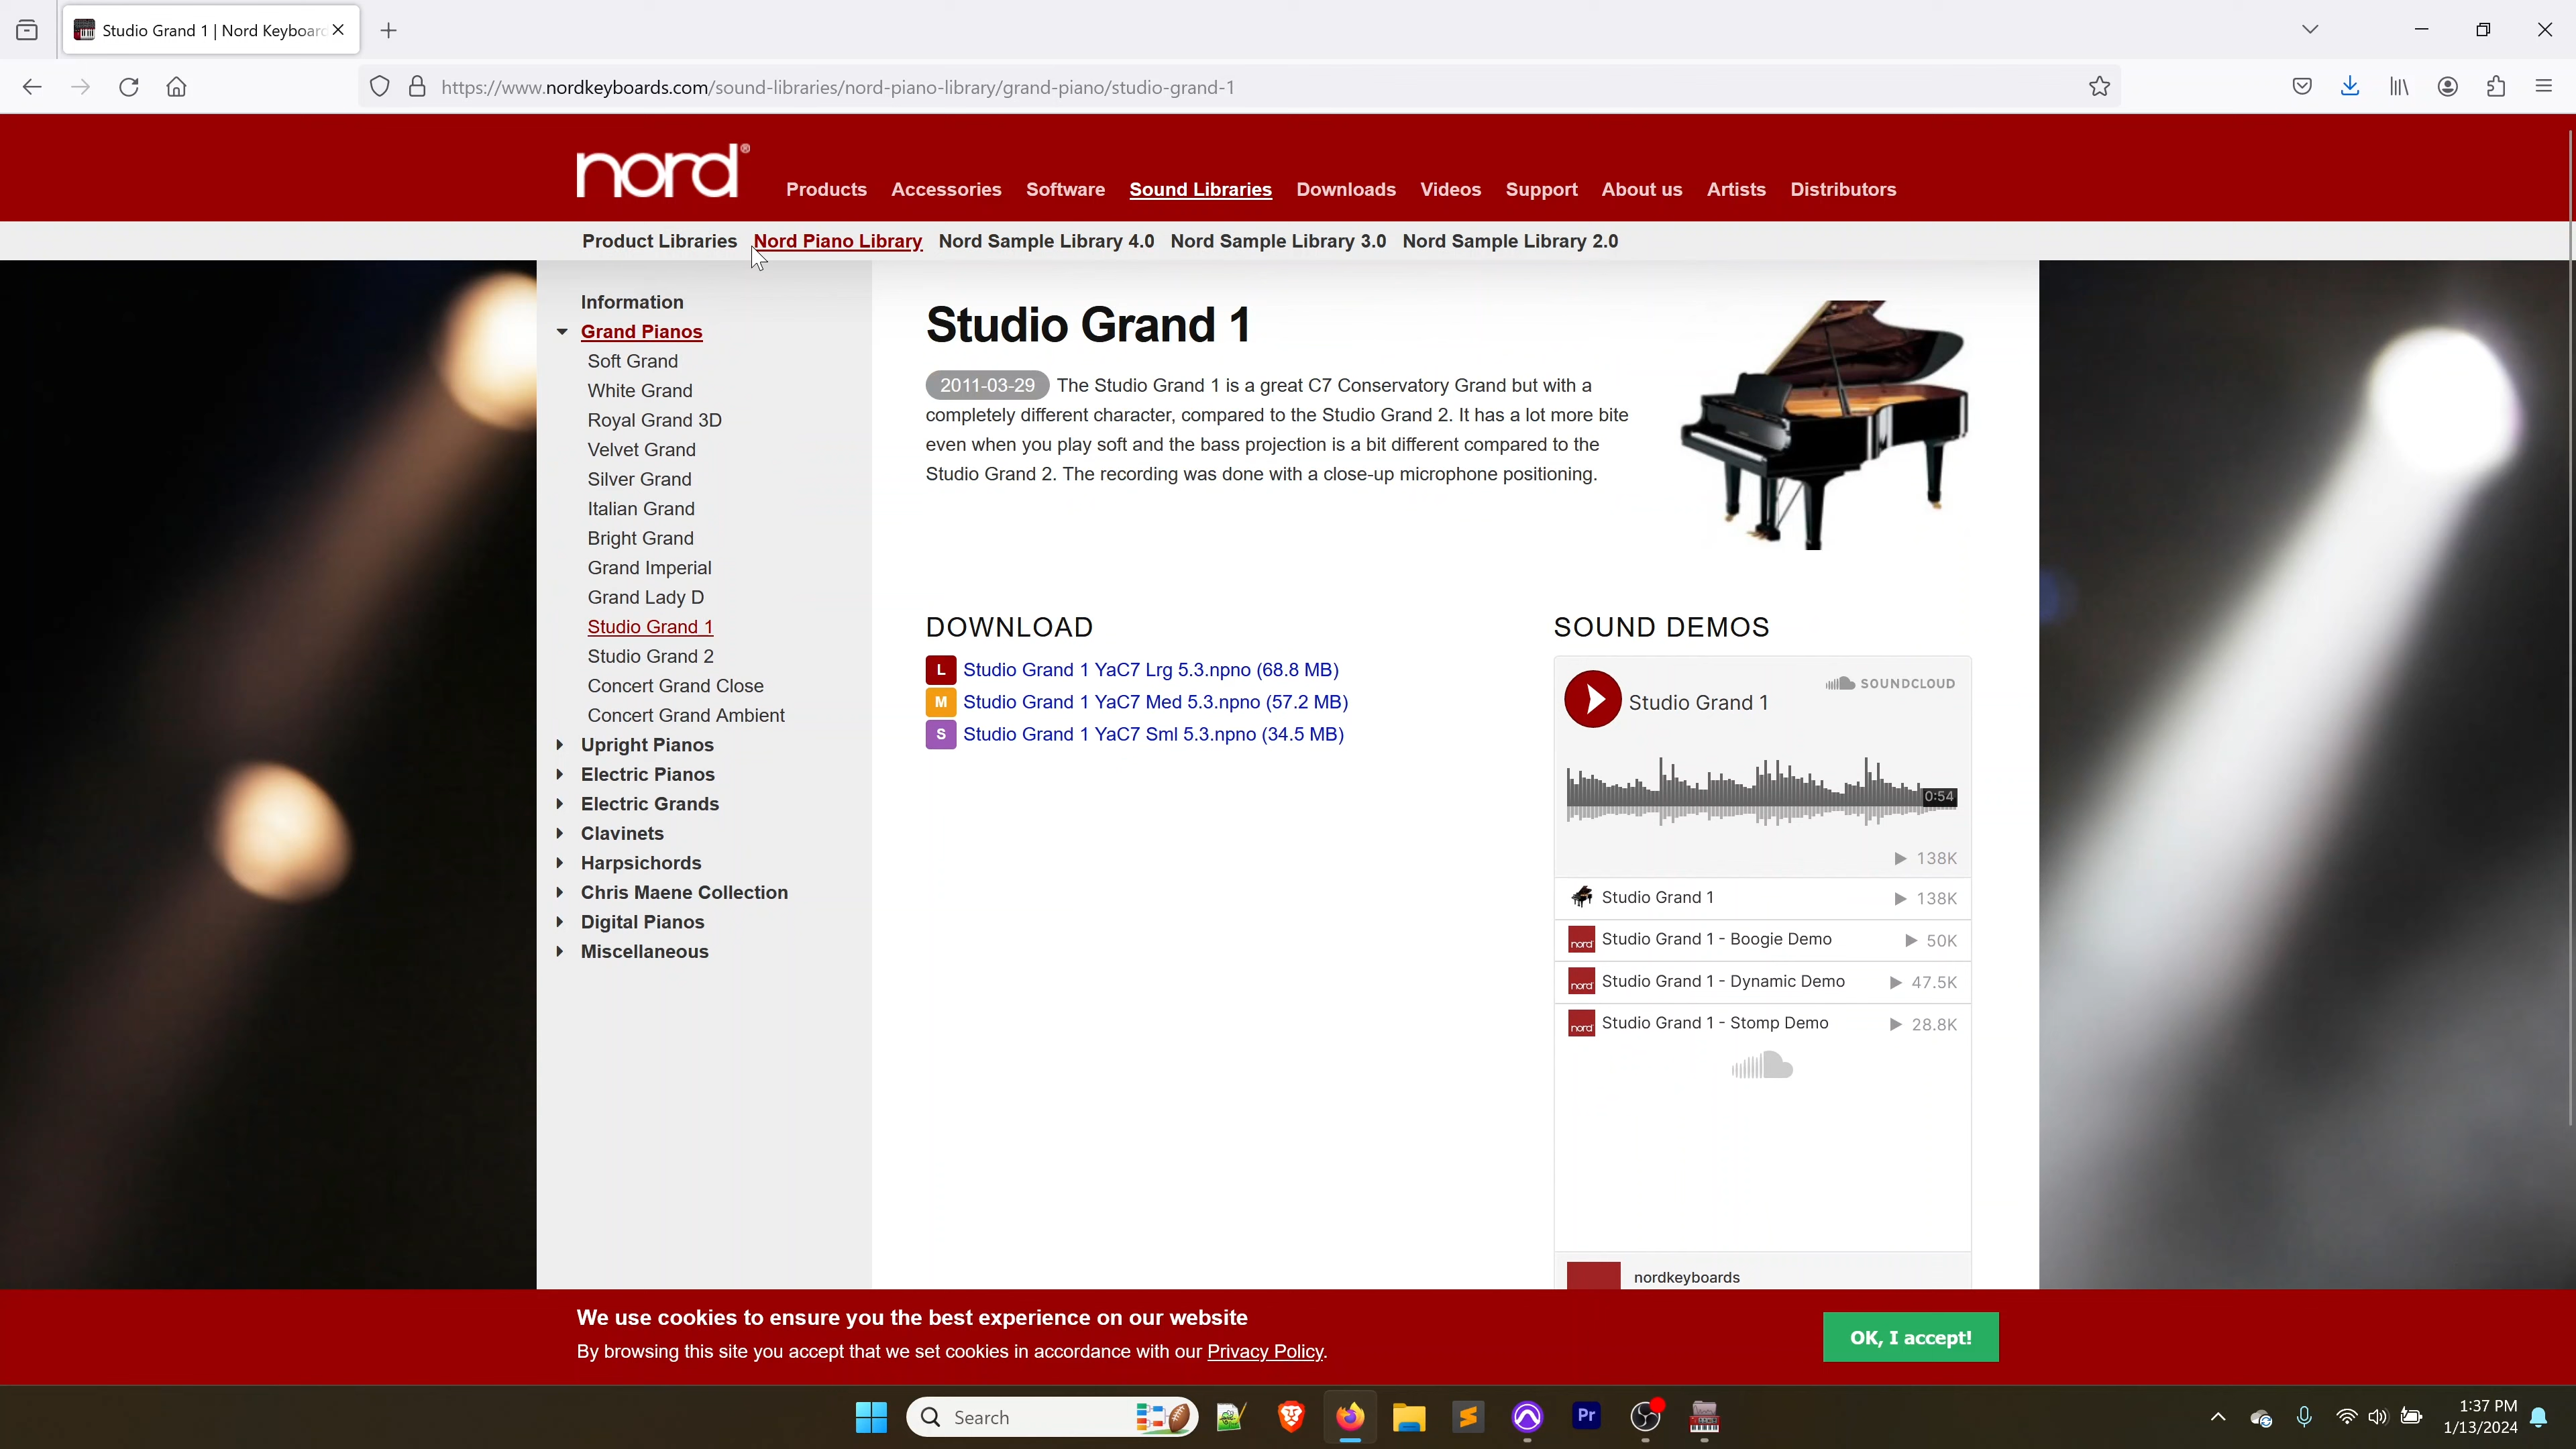 Studio Grand 1 | Nord Keyboar
https://www.nordkeyboards.com/sound-libraries/nord-piano-library/grand-piano/studio-grand-1
nord®
Products Accessories Software Sound Libraries Downloads Videos Support About us Artists Distributors
Product Libraries Nord Piano Library Nord Sample Library 4.0 Nord Sample Library 3.0 Nord Sample Library 2.0
Information
Grand Pianos
Soft Grand
White Grand
Royal Grand 3D
Velvet Grand
Silver Grand
Italian Grand
Bright Grand
Grand Imperial
Grand Lady D
Studio Grand 1
Studio Grand 2
Concert Grand Close
Concert Grand Ambient
Upright Pianos
Electric Pianos
Electric Grands
Clavinets
Harpsichords
Chris Maene Collection
Digital Pianos
Miscellaneous
Studio Grand 1
2011-03-29 The Studio Grand 1 is a great C7 Conservatory Grand but with a
completely different character, compared to the Studio Grand 2. It has a lot more bite
even when you play soft and the bass projection is a bit different compared to the
Studio Grand 2. The recording was done with a close-up microphone positioning.
DOWNLOAD
L Studio Grand 1 YaC7 Lrg 5.3.npno (68.8 MB)
M Studio Grand 1 YaC7 Med 5.3.npno (57.2 MB)
S Studio Grand 1 YaC7 Sml 5.3.npno (34.5 MB)
SOUND DEMOS
SOUNDCLOUD
Studio Grand 1
0:54
138K
Studio Grand 1 138K
nord Studio Grand 1 - Boogie Demo 50K
nord Studio Grand 1 - Dynamic Demo 47.5K
nord Studio Grand 1 - Stomp Demo 28.8K
nordkeyboards
We use cookies to ensure you the best experience on our website
By browsing this site you accept that we set cookies in accordance with our Privacy Policy.
OK, I accept!
Search
Pr
1:37 PM
1/13/2024